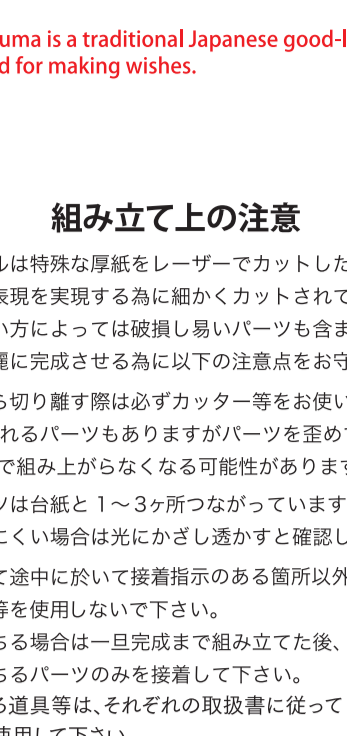 uma is a traditional Japanese good-l
d for making wishes.
組み立て上の注意
ルは特殊な厚紙をレーザーでカットした
表現を実現する為に細かくカットされて
い方によっては破損し易いパーツも含ま
麗に完成させる為に以下の注意点をお守
ら切り離す際は必ずカッター等をお使い
れるパーツもありますがパーツを歪め
で組み上がらなくなる可能性があります
ツは台紙と 1〜3ヶ所つながっています
にくい場合は光にかざし透かすと確認し
て途中に於いて接着指示のある箇所以外
等を使用しないで下さい。
ちる場合は一旦完成まで組み立てた後、
ちるパーツのみを接着して下さい。
る道具等は、それぞれの取扱書に従って
使用して下さい